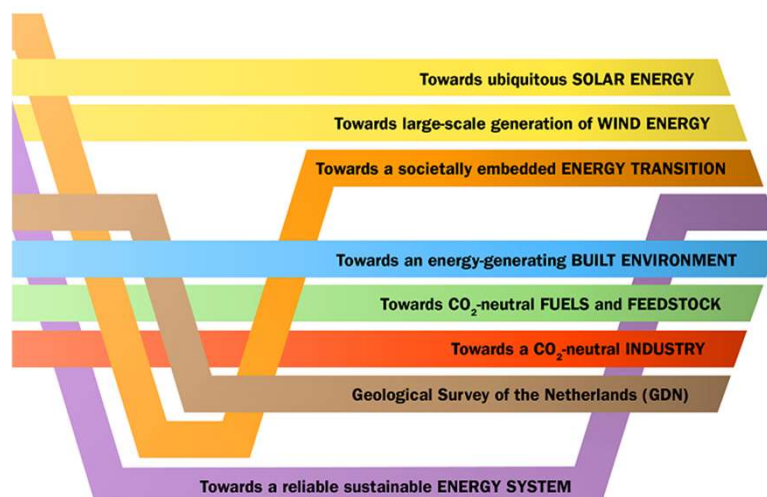 Towards ubiquitous SOLAR ENERGY
Towards large-scale generation of WIND ENERGY
Towards a societally embedded ENERGY TRANSITION
Towards an energy-generating BUILT ENVIRONMENT
Towards CO₂-neutral FUELS and FEEDSTOCK
Towards a CO₂-neutral INDUSTRY
Geological Survey of the Netherlands (GDN)
Towards a reliable sustainable ENERGY SYSTEM